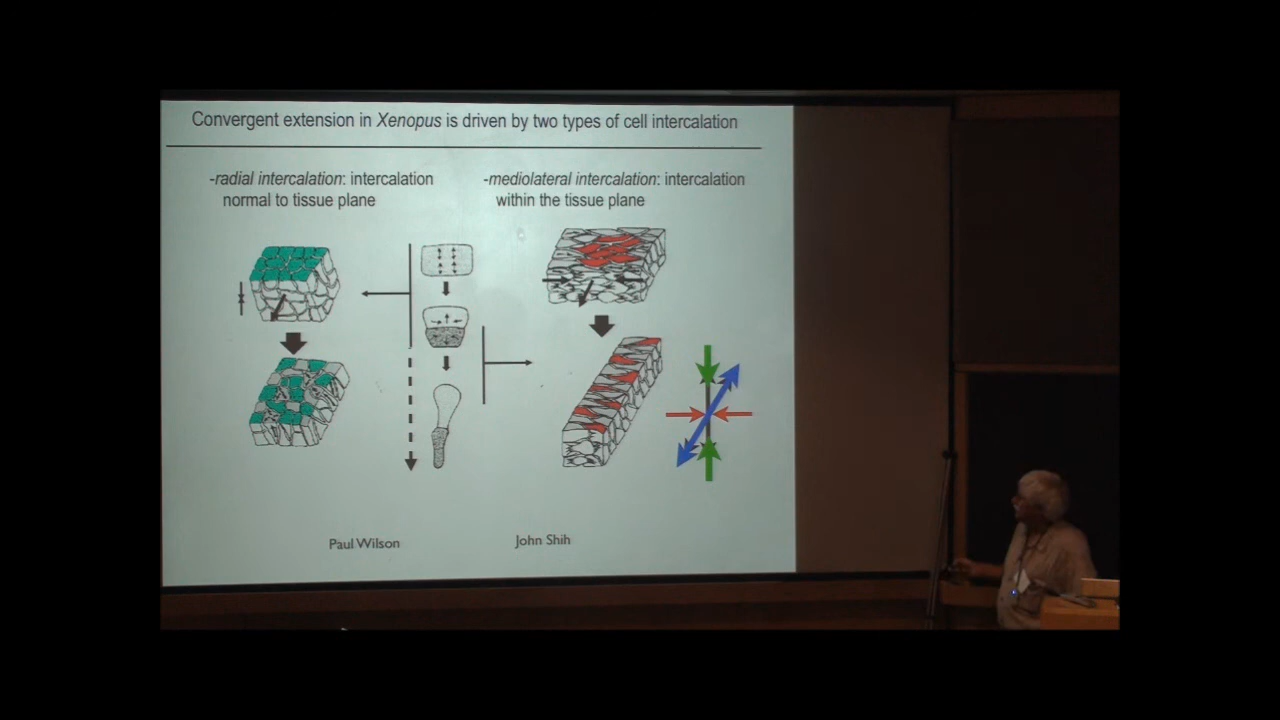 Convergent extension in Xenopus is driven by two types of cell intercalation
-radial intercalation: intercalation
normal to tissue plane
-mediolateral intercalation: intercalation
within the tissue plane
Paul Wilson
John Shih